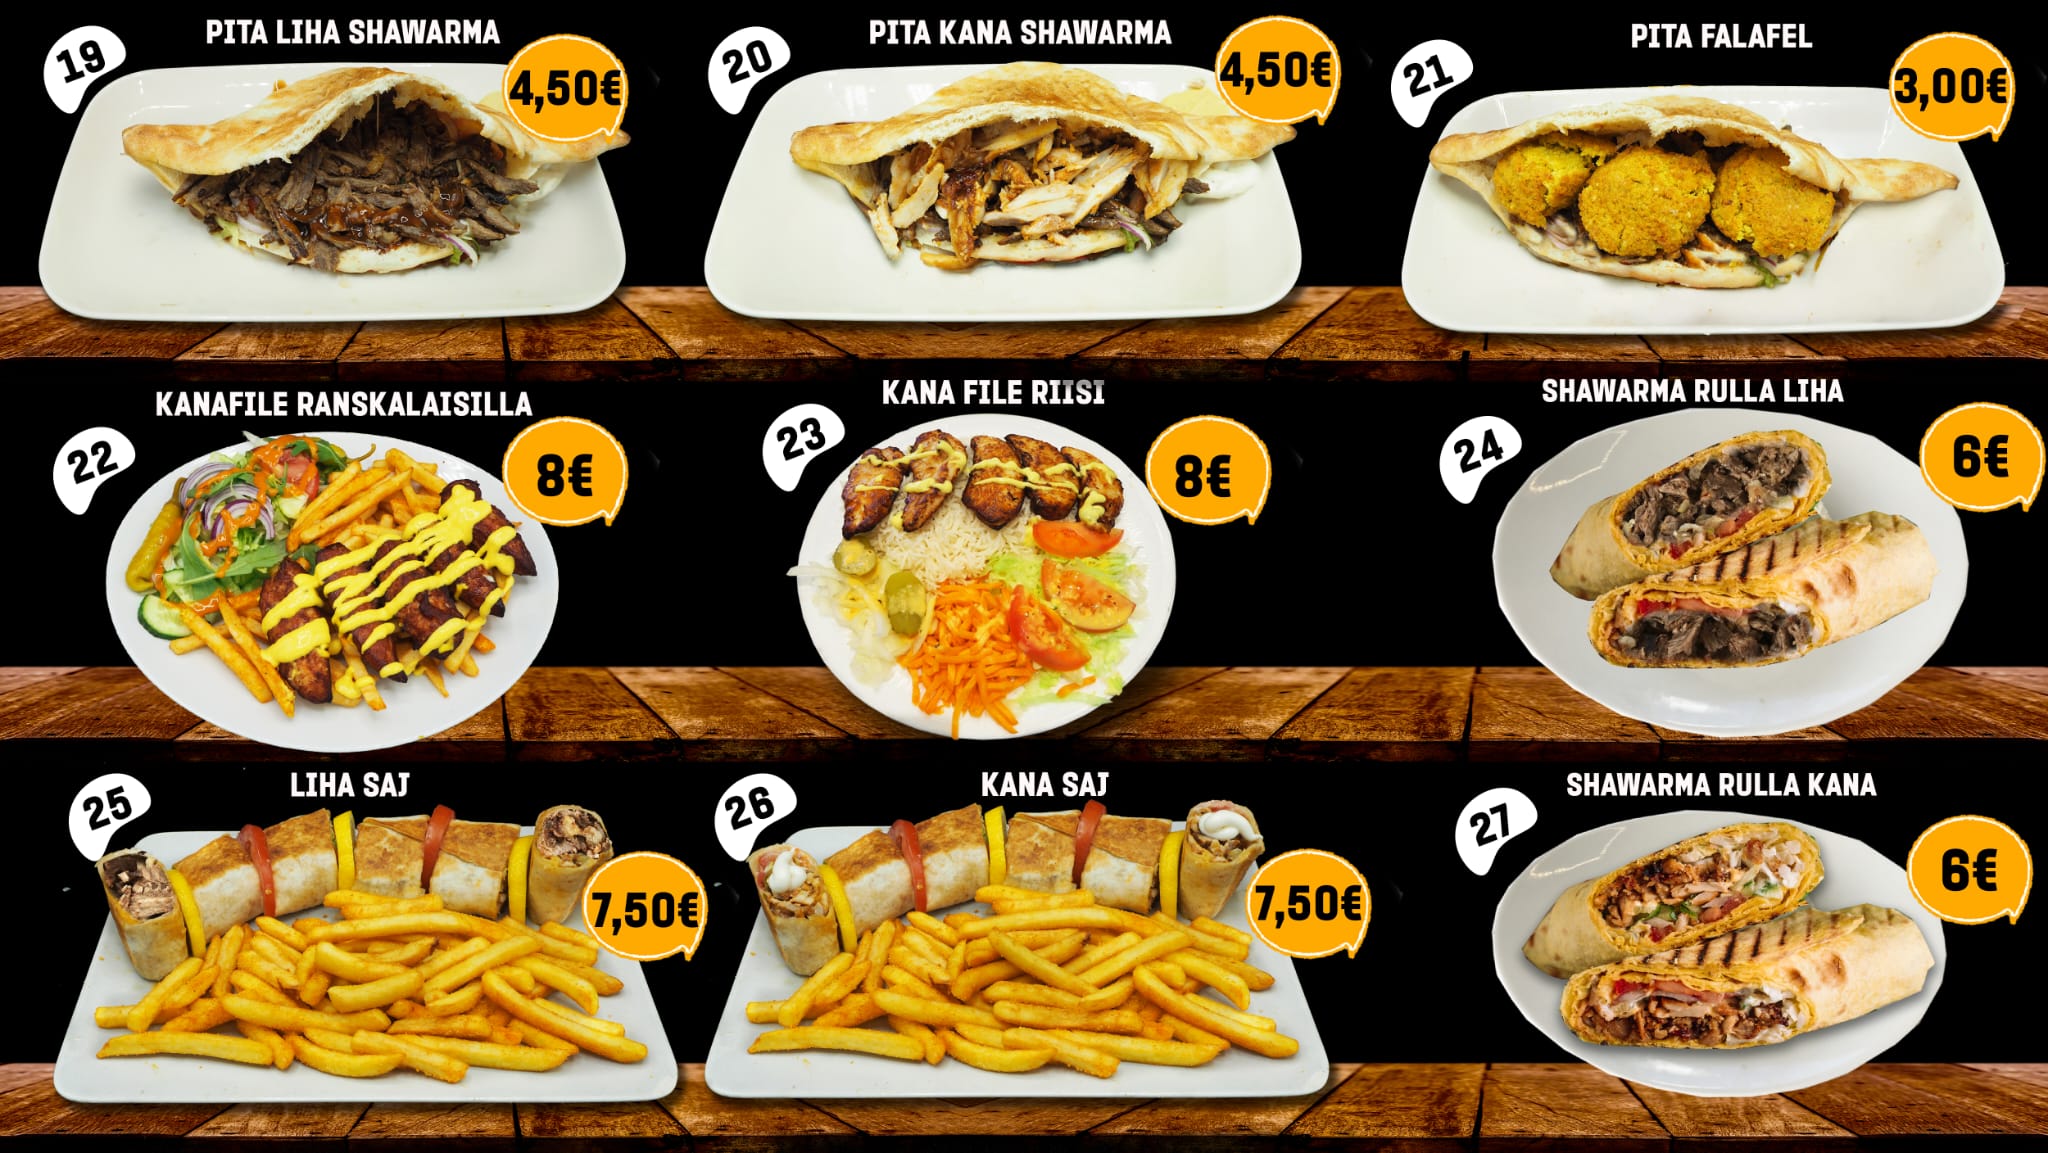 19
PITA LIHA SHAWARMA
4,50€
20
PITA KANA SHAWARMA
4,50€
21
PITA FALAFEL
3,00€
22
KANAFILE RANSKALAISILLA
8€
23
KANA FILE RIISI
8€
24
SHAWARMA RULLA LIHA
6€
25
LIHA SAJ
7,50€
26
KANA SAJ
7,50€
27
SHAWARMA RULLA KANA
6€